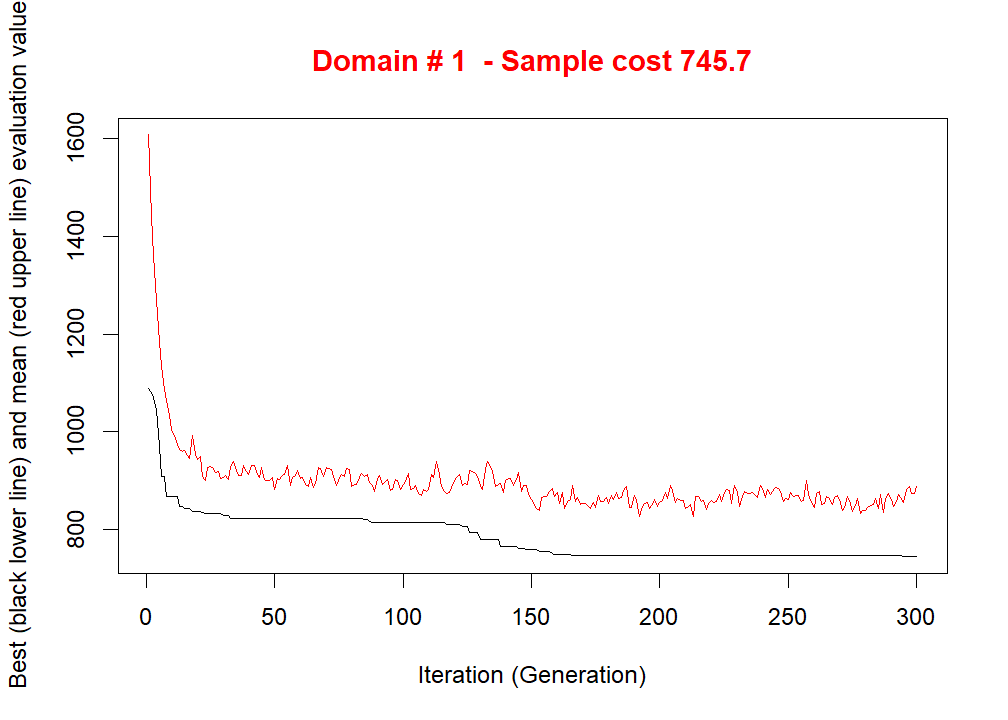 Domain # 1  - Sample cost 745.7
Best (black lower line) and mean (red upper line) evaluation value
1600
1400
1200
1000
800
0 50 100 150 200 250 300
Iteration (Generation)